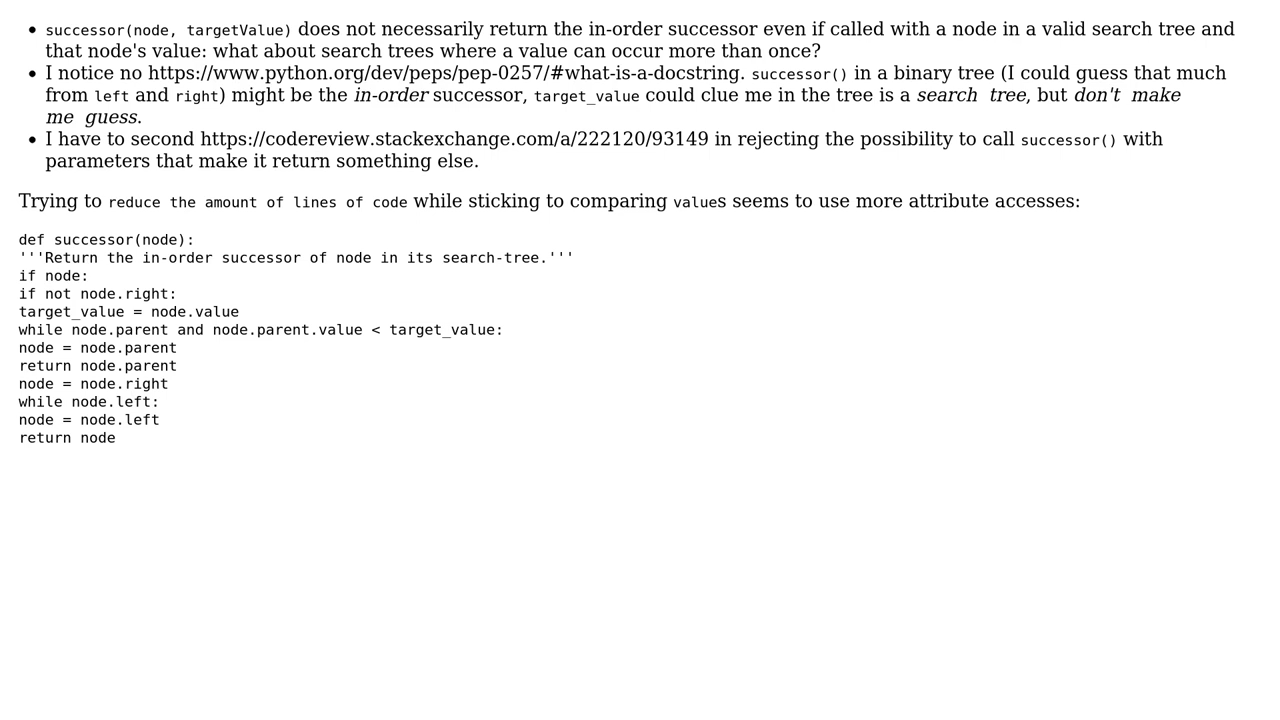 • successor(node, targetValue) does not necessarily return the in-order successor even if called with a node in a valid search tree and
that node's value: what about search trees where a value can occur more than once?
• I notice no https://www.python.org/dev/peps/pep-0257/#what-is-a-docstring. successor() in a binary tree (I could guess that much
from left and right) might be the in-order successor, target_value could clue me in the tree is a search tree, but don't make
me guess.
• I have to second https://codereview.stackexchange.com/a/222120/93149 in rejecting the possibility to call successor() with
parameters that make it return something else.
Trying to reduce the amount of lines of code while sticking to comparing values seems to use more attribute accesses:
def successor(node):
'''Return the in-order successor of node in its search-tree.'''
if node:
if not node.right:
target_value = node.value
while node.parent and node.parent.value < target_value:
node = node.parent
return node.parent
node = node.right
while node.left:
node = node.left
return node